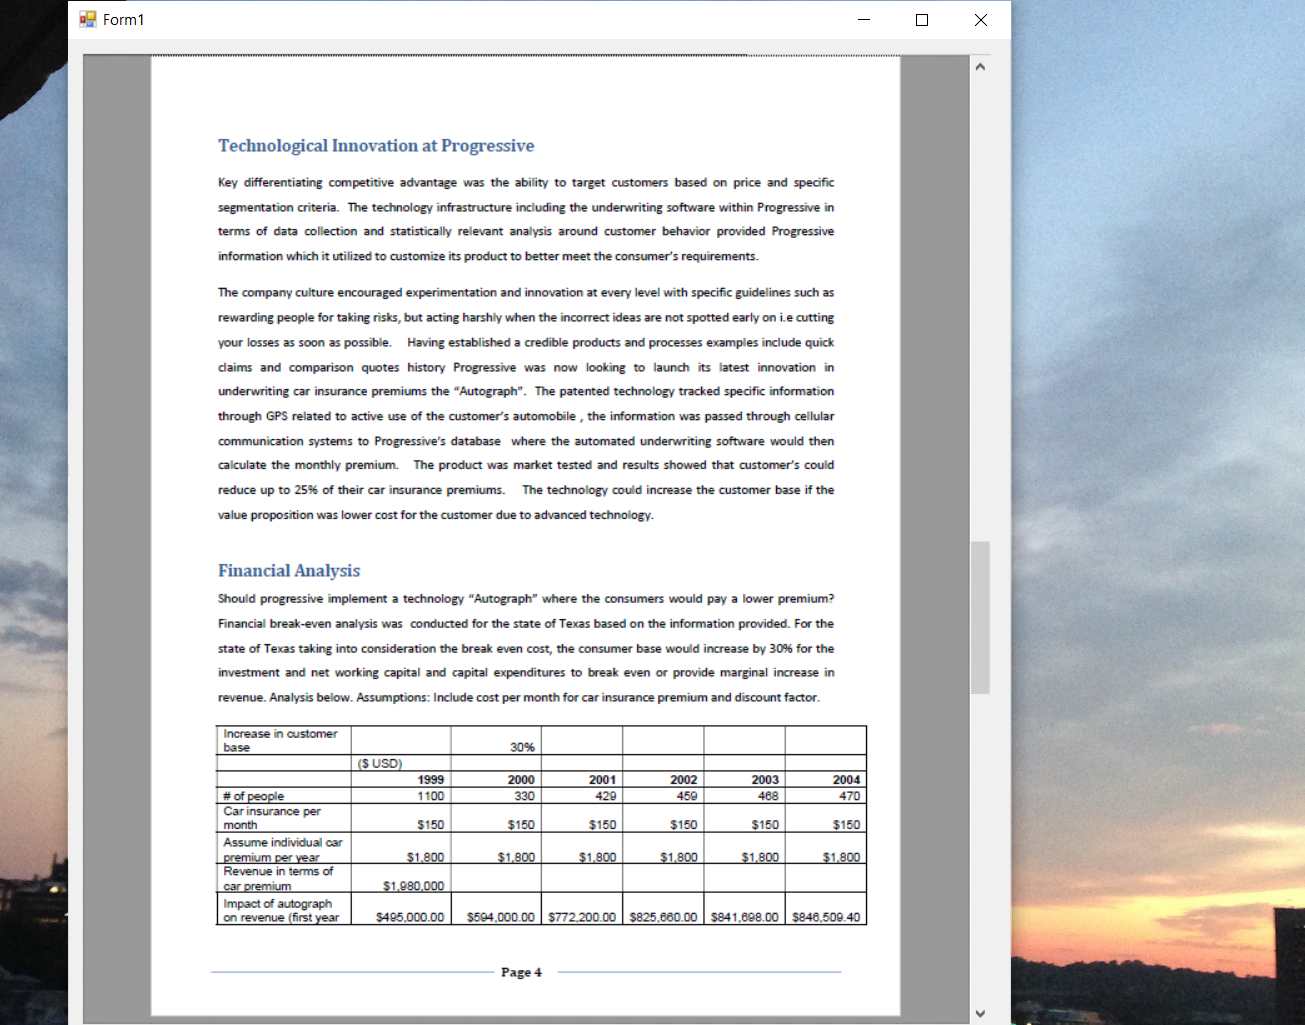 Form1
Technological Innovation at Progressive
Key differentiating competitive advantage was the ability to target customers based on price and specific
segmentation criteria. The technology infrastructure including the underwriting software within Progressive in
terms of data collection and statistically relevant analysis around customer behavior provided Progressive
information which it utilized to customize its product to better meet the consumer's requirements.
The company culture encouraged experimentation and innovation at every level with specific guidelines such as
rewarding people for taking risks, but acting harshly when the incorrect ideas are not spotted early on i.e cutting
your losses as soon as possible. Having established a credible products and processes examples include quick
claims and comparison quotes history Progressive was now looking to launch its latest innovation in
underwriting car insurance premiums the "Autograph". The patented technology tracked specific information
through GPS related to active use of the customer's automobile , the information was passed through cellular
communication systems to Progressive's database where the automated underwriting software would then
calculate the monthly premium. The product was market tested and results showed that customer's could
reduce up to 25% of their car insurance premiums. The technology could increase the customer base if the
value proposition was lower cost for the customer due to advanced technology.
Financial Analysis
Should progressive implement a technology "Autograph" where the consumers would pay a lower premium?
Financial break-even analysis was conducted for the state of Texas based on the information provided. For the
state of Texas taking into consideration the break even cost, the consumer base would increase by 30% for the
investment and net working capital and capital expenditures to break even or provide marginal increase in
revenue. Analysis below. Assumptions: Include cost per month for car insurance premium and discount factor.
Increase in customer
base 30%
($ USD)
1999 2000 2001 2002 2003 2004
# of people 1100 330 429 459 468 470
Car insurance per
month $150 $150 $150 $150 $150 $150
Assume individual car
premium per year $1,800 $1,800 $1,800 $1,800 $1,800 $1,800
Revenue in terms of
car premium $1,980,000
Impact of autograph
on revenue (first year $495,000.00 $594,000.00 $772,200.00 $825,660.00 $841,698.00 $846,509.40
Page 4